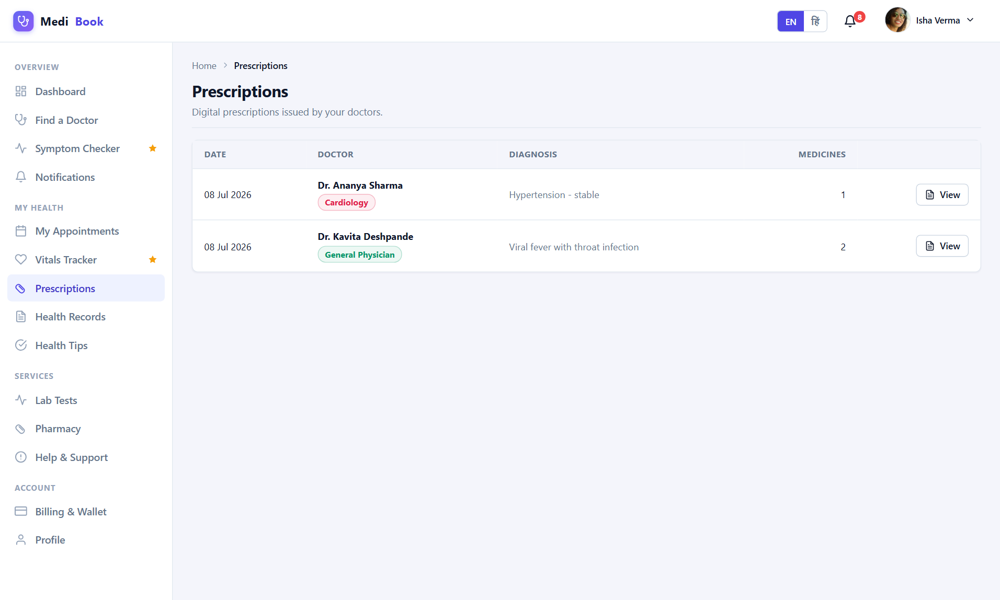 Medi Book
EN हिं 8 Isha Verma
OVERVIEW
Dashboard
Find a Doctor
Symptom Checker
Notifications
MY HEALTH
My Appointments
Vitals Tracker
Prescriptions
Health Records
Health Tips
SERVICES
Lab Tests
Pharmacy
Help & Support
ACCOUNT
Billing & Wallet
Profile
Home > Prescriptions
Prescriptions
Digital prescriptions issued by your doctors.
DATE DOCTOR DIAGNOSIS MEDICINES
08 Jul 2026 Dr. Ananya Sharma Cardiology Hypertension - stable 1 View
08 Jul 2026 Dr. Kavita Deshpande General Physician Viral fever with throat infection 2 View